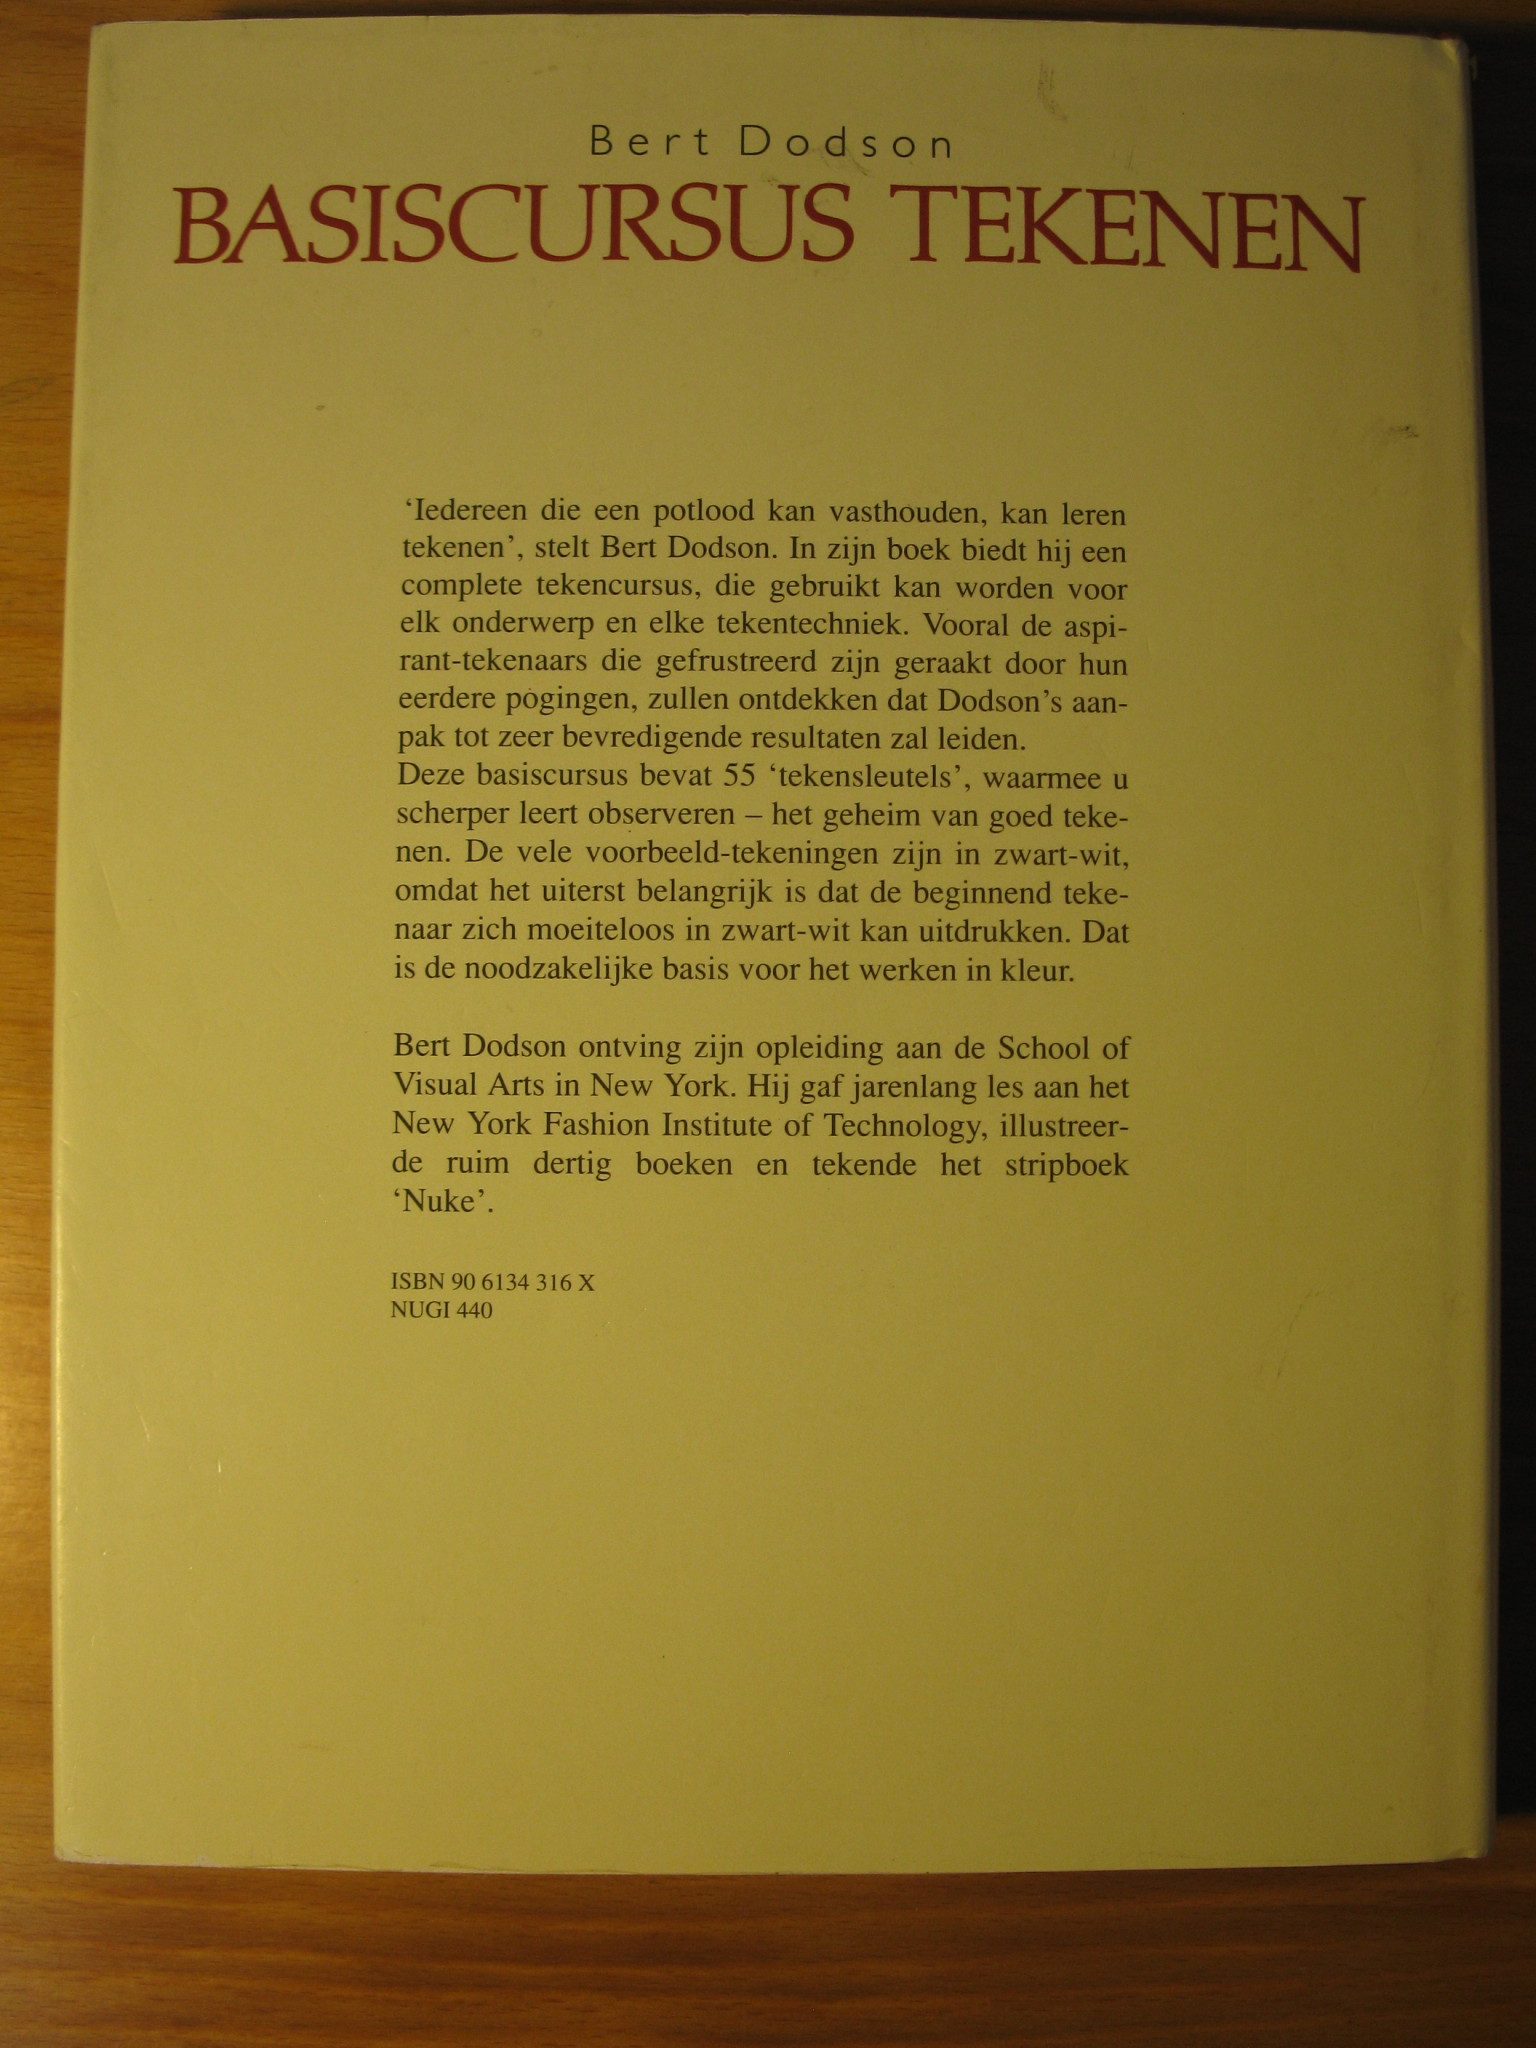 Bert Dodson
BASISCURSUS TEKENEN
‘Iedereen die een potlood kan vasthouden, kan leren
tekenen’, stelt Bert Dodson. In zijn boek biedt hij een
complete tekencursus, die gebruikt kan worden voor
elk onderwerp en elke tekentechniek. Vooral de aspi-
rant-tekenaars die gefrustreerd zijn geraakt door hun
eerdere pogingen, zullen ontdekken dat Dodson’s aan-
pak tot zeer bevredigende resultaten zal leiden.
Deze basiscursus bevat 55 ‘tekensleutels’, waarmee u
scherper leert observeren – het geheim van goed teke-
nen. De vele voorbeeld-tekeningen zijn in zwart-wit,
omdat het uiterst belangrijk is dat de beginnend teke-
naar zich moeiteloos in zwart-wit kan uitdrukken. Dat
is de noodzakelijke basis voor het werken in kleur.
Bert Dodson ontving zijn opleiding aan de School of
Visual Arts in New York. Hij gaf jarenlang les aan het
New York Fashion Institute of Technology, illustreer-
de ruim dertig boeken en tekende het stripboek
‘Nuke’.
ISBN 90 6134 316 X
NUGI 440